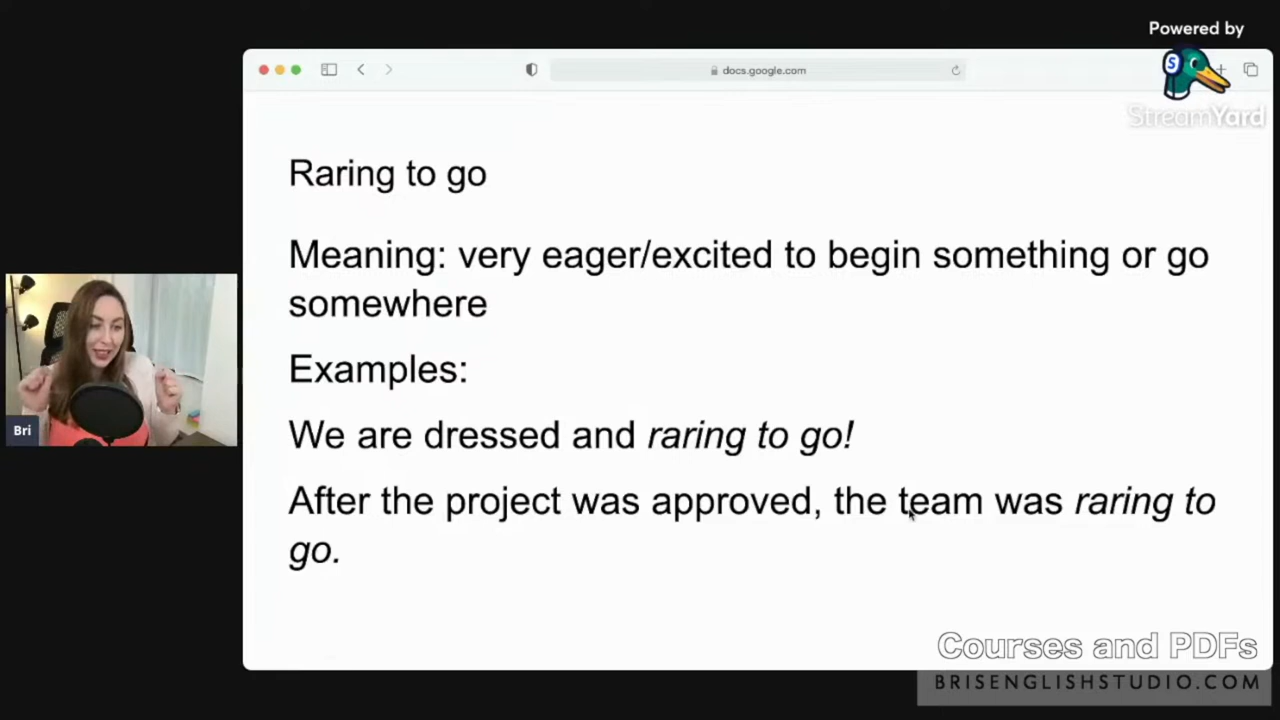 Powered by
StreamYard
docs.google.com
Raring to go
Meaning: very eager/excited to begin something or go
somewhere
Examples:
We are dressed and raring to go!
After the project was approved, the team was raring to
go.
Bri
Courses and PDFs
BRISENGLISHSTUDIO.COM